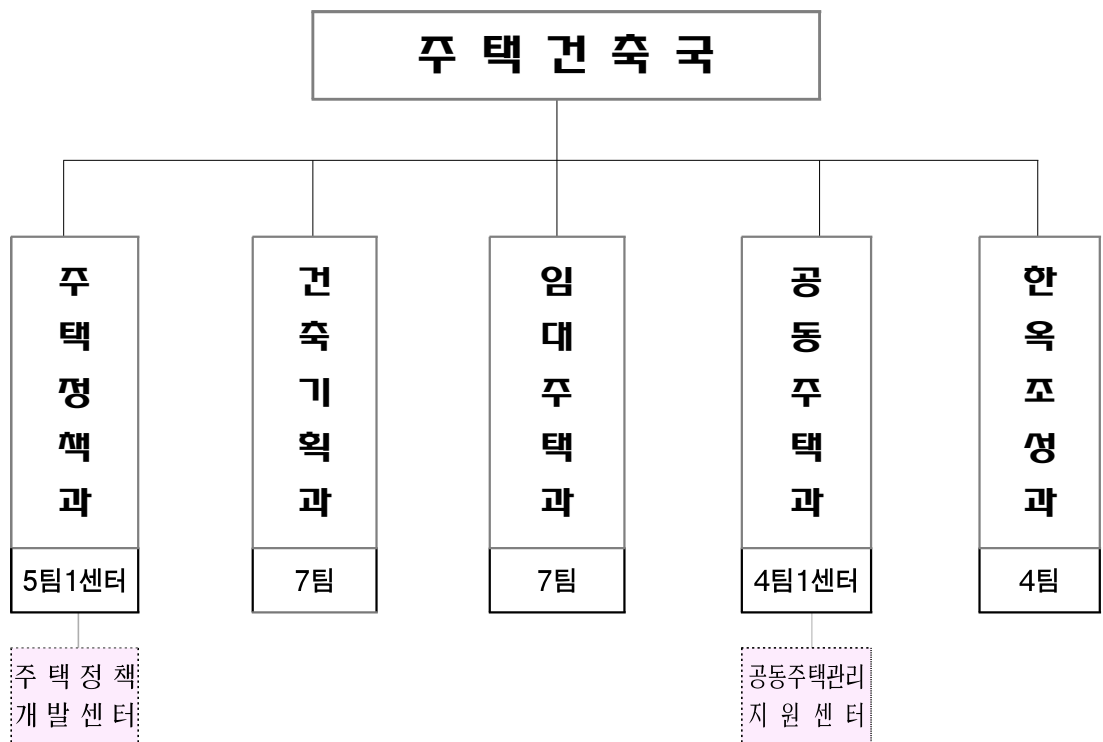 주택건축국
주택정책과
건축기획과
임대주택과
공동주택과
한옥조성과
5팀1센터
7팀
7팀
4팀1센터
4팀
주택정책
개발센터
공동주택관리
지원센터